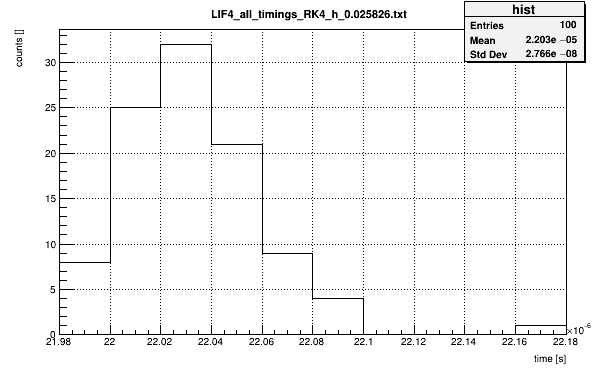 LIF4_all_timings_RK4_h_0.025826.txt
hist
Entries 100
Mean 2.203e −05
Std Dev 2.766e −08
counts []
30
25
20
15
10
5
0
21.98 22 22.02 22.04 22.06 22.08 22.1 22.12 22.14 22.16 22.18
×10⁻⁶
time [s]